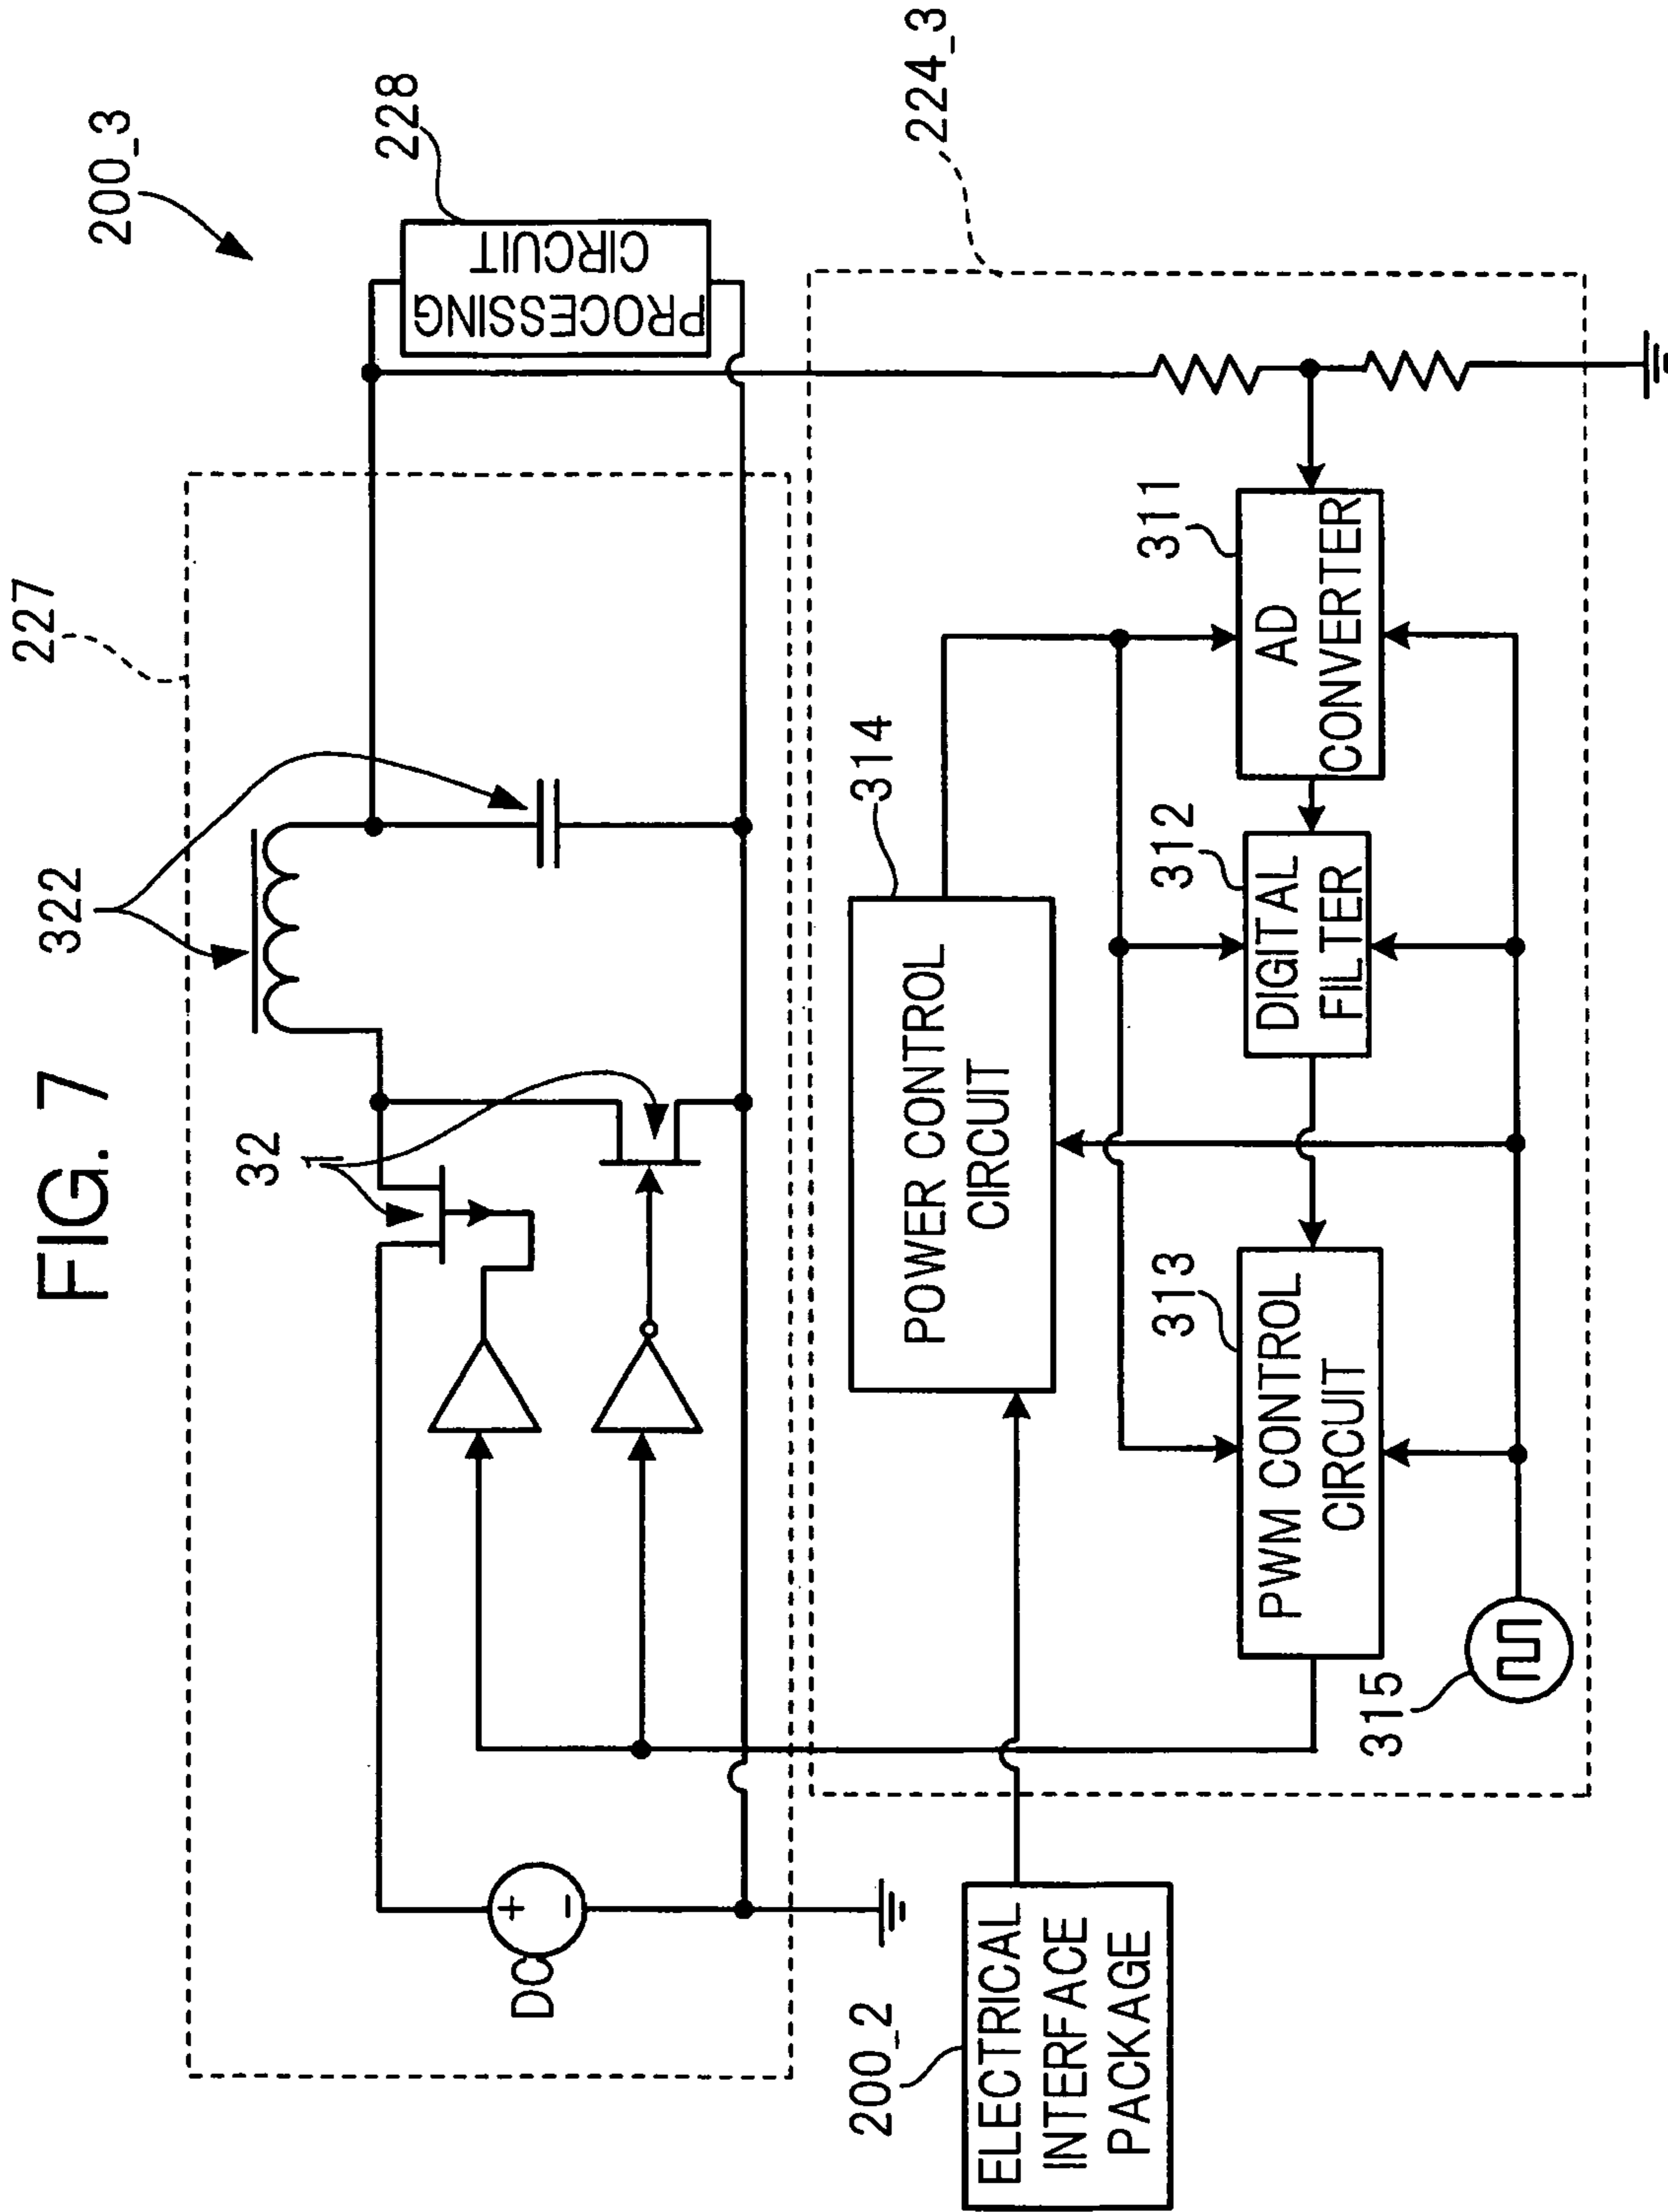 FIG. 7
200_3
227
322
321
228
PROCESSING
CIRCUIT
DC
+
−
224_3
314
POWER CONTROL
CIRCUIT
311
AD
CONVERTER
312
DIGITAL
FILTER
313
PWM CONTROL
CIRCUIT
315
200_2
ELECTRICAL
INTERFACE
PACKAGE